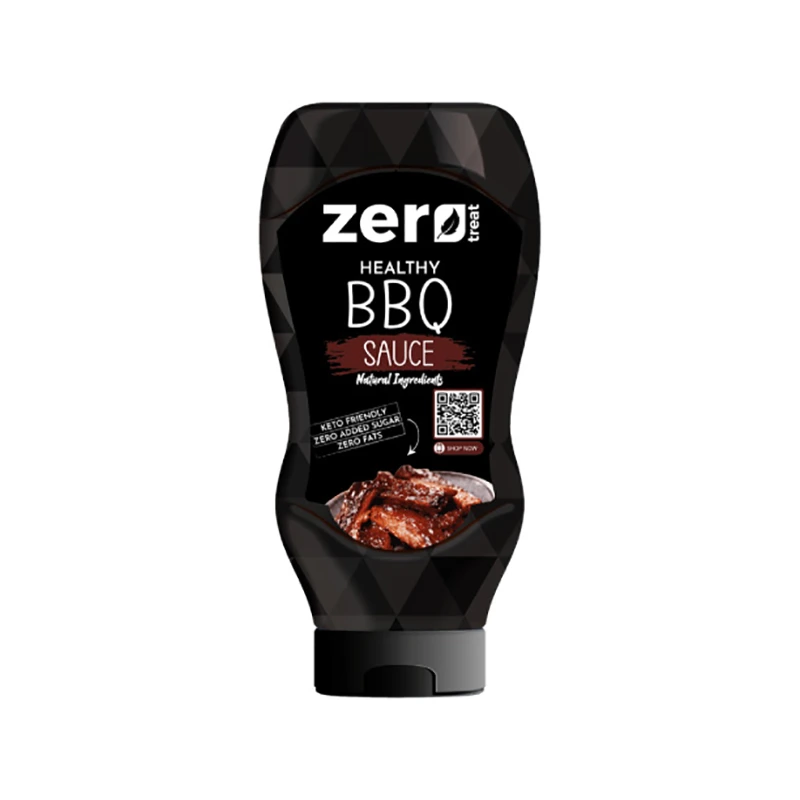 zero treat
HEALTHY
BBQ
SAUCE
Natural Ingredients
KETO FRIENDLY
ZERO ADDED SUGAR
ZERO FATS
SHOP NOW